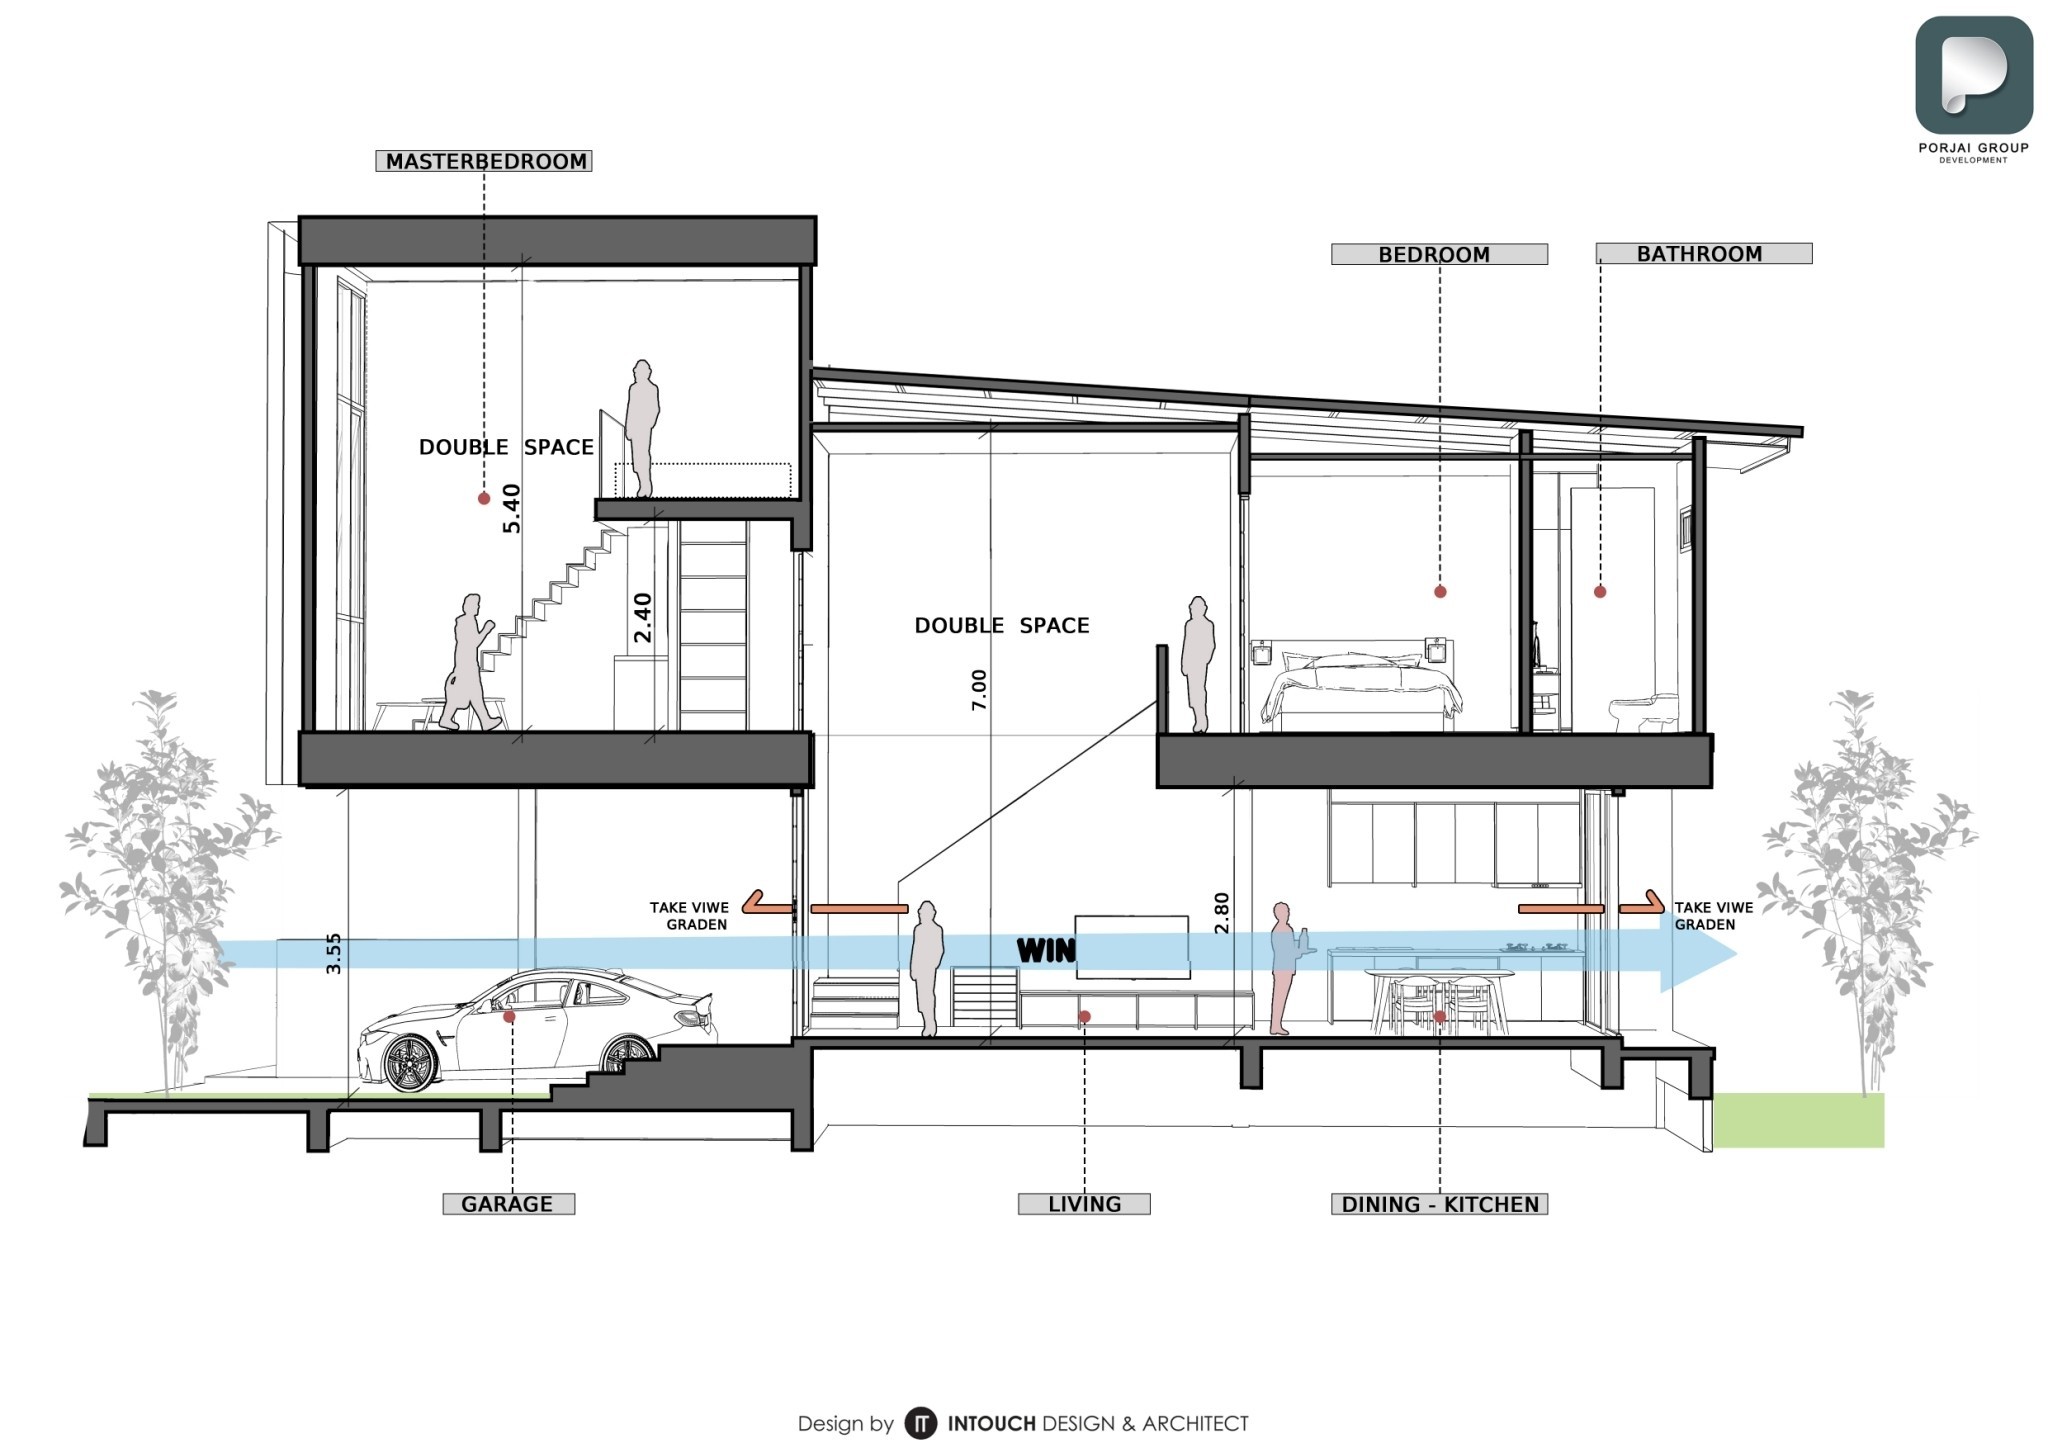 PORJAI GROUP
DEVELOPMENT
MASTERBEDROOM
BEDROOM
BATHROOM
DOUBLE SPACE
5.40
2.40
DOUBLE SPACE
7.00
TAKE VIWE
GRADEN
3.55
WIN
2.80
TAKE VIWE
GRADEN
GARAGE
LIVING
DINING - KITCHEN
Design by IT INTOUCH DESIGN & ARCHITECT